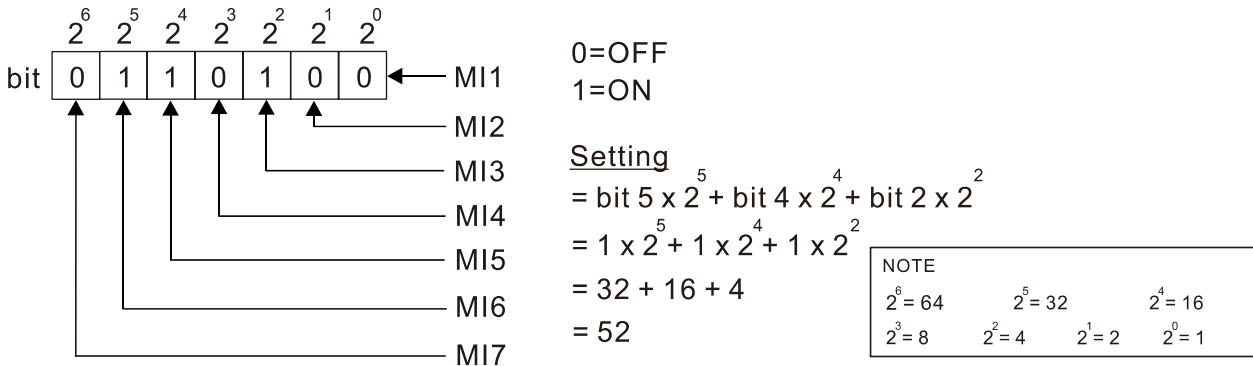 2^6 2^5 2^4 2^3 2^2 2^1 2^0
bit 0 1 1 0 1 0 0 MI1
MI2
MI3
MI4
MI5
MI6
MI7
0=OFF
1=ON
Setting
= bit 5 x 2^5 + bit 4 x 2^4 + bit 2 x 2^2
= 1 x 2^5 + 1 x 2^4 + 1 x 2^2
= 32 + 16 + 4
= 52
NOTE
2^6 = 64 2^5 = 32 2^4 = 16
2^3 = 8 2^2 = 4 2^1 = 2 2^0 = 1